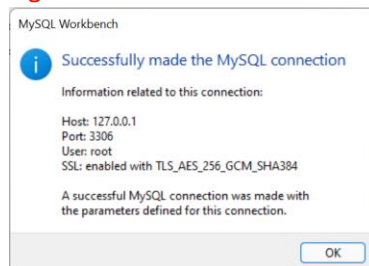 MySQL Workbench
Successfully made the MySQL connection
Information related to this connection:
Host: 127.0.0.1
Port: 3306
User: root
SSL: enabled with TLS_AES_256_GCM_SHA384
A successful MySQL connection was made with
the parameters defined for this connection.
OK